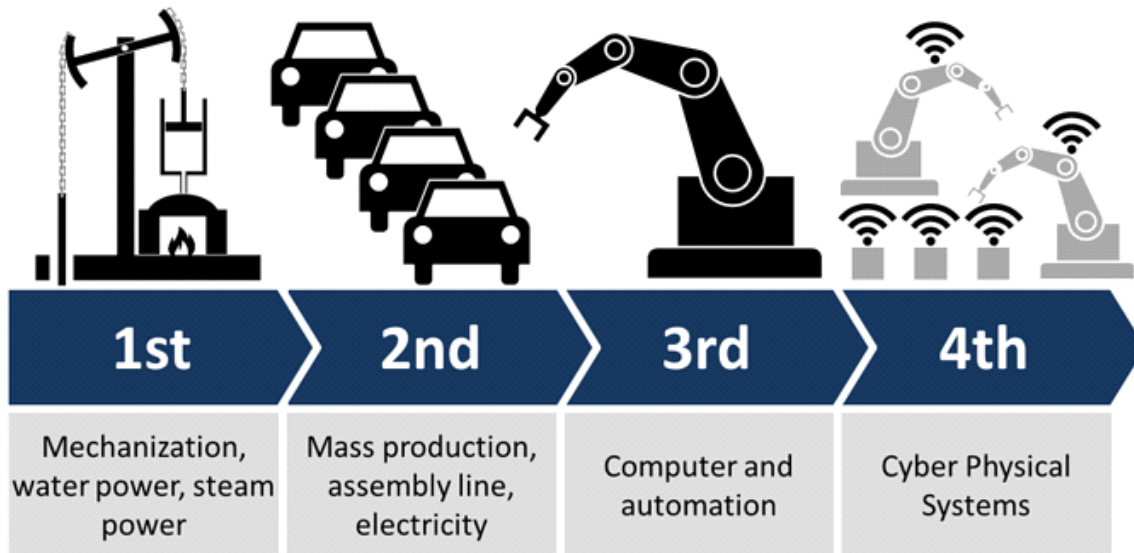 1st
2nd
3rd
4th
Mechanization,
water power, steam
power
Mass production,
assembly line,
electricity
Computer and
automation
Cyber Physical
Systems